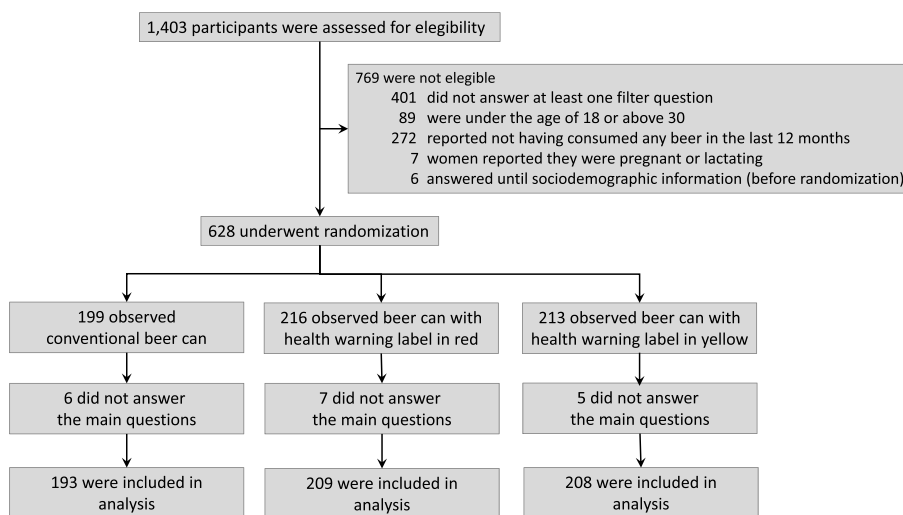 1,403 participants were assessed for elegibility
769 were not elegible
401 did not answer at least one filter question
89 were under the age of 18 or above 30
272 reported not having consumed any beer in the last 12 months
7 women reported they were pregnant or lactating
6 answered until sociodemographic information (before randomization)
628 underwent randomization
199 observed
conventional beer can
216 observed beer can with
health warning label in red
213 observed beer can with
health warning label in yellow
6 did not answer
the main questions
7 did not answer
the main questions
5 did not answer
the main questions
193 were included in
analysis
209 were included in
analysis
208 were included in
analysis